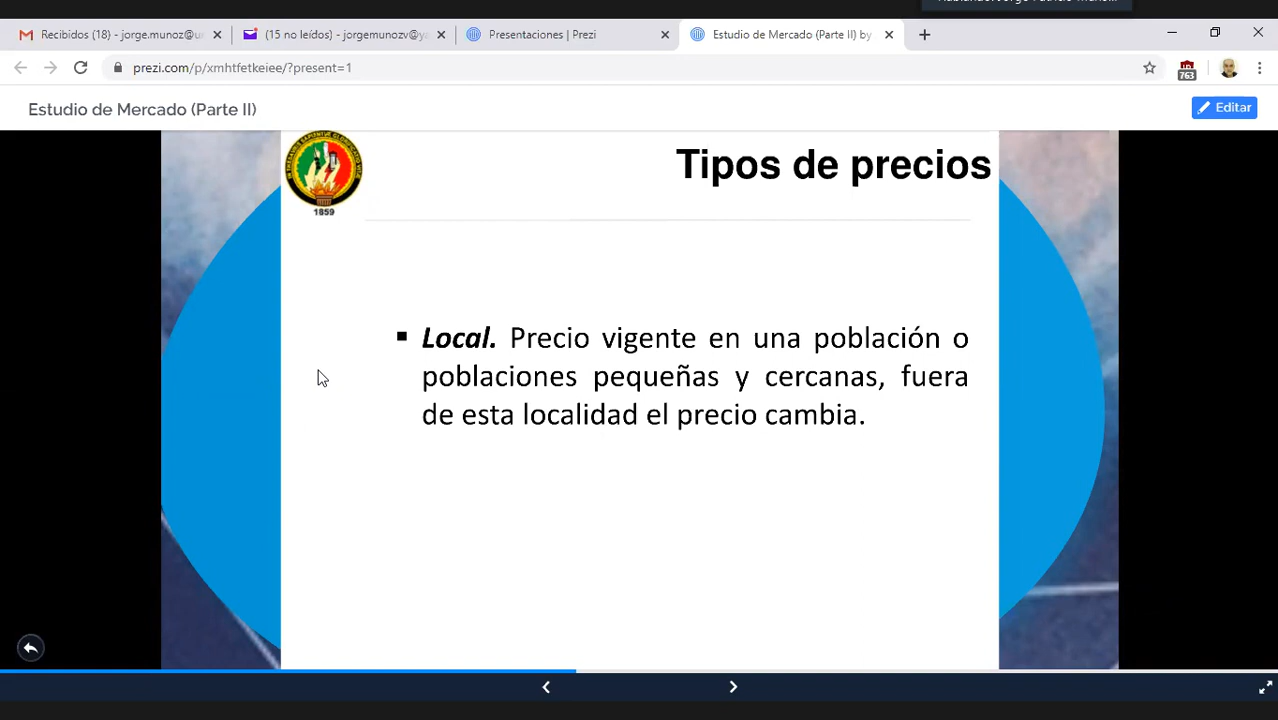 Recibidos (18) - jorge.munoz@u
(15 no leídos) - jorgemunozv@y
Presentaciones | Prezi
Estudio de Mercado (Parte II) by
prezi.com/p/xmhtfetkeiee/?present=1
763
Estudio de Mercado (Parte II)
Editar
Tipos de precios
1859
Local. Precio vigente en una población o
poblaciones pequeñas y cercanas, fuera
de esta localidad el precio cambia.